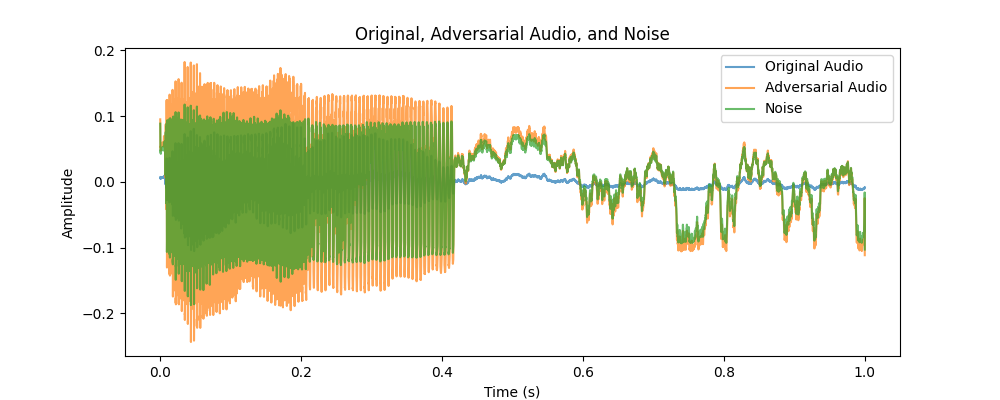 Original, Adversarial Audio, and Noise
Original Audio
Adversarial Audio
Noise
Amplitude
0.2
0.1
0.0
−0.1
−0.2
0.0
0.2
0.4
0.6
0.8
1.0
Time (s)